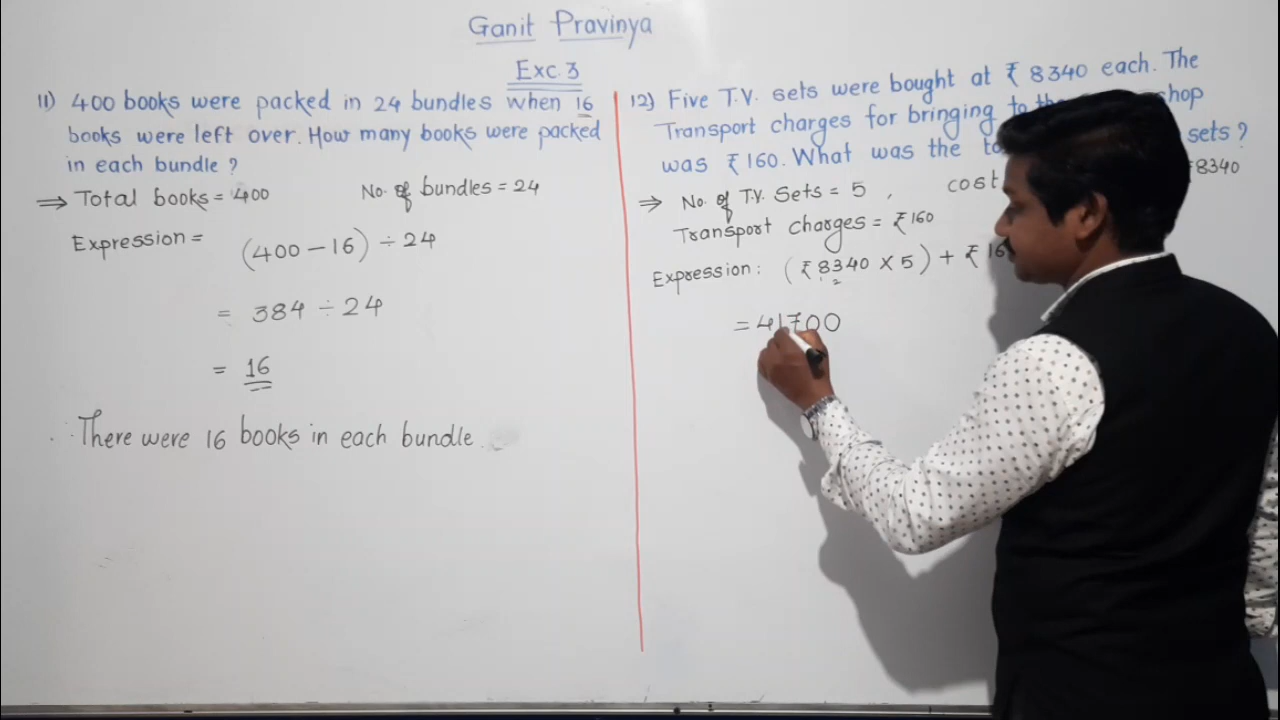 Ganit Pravinya
Exc. 3
11) 400 books were packed in 24 bundles when 16
books were left over. How many books were packed
in each bundle ?
⇒ Total books = 400 No. of bundles = 24
Expression = (400 − 16) ÷ 24
= 384 ÷ 24
= 16
∴ There were 16 books in each bundle.
12) Five T.V. sets were bought at ₹ 8340 each. The
Transport charges for bringing to the shop
was ₹ 160. What was the sets ?
⇒ No. of T.V. Sets = 5 , cost ₹8340
Transport charges = ₹ 160
Expression : (₹ 8340 × 5) + ₹
= 41700